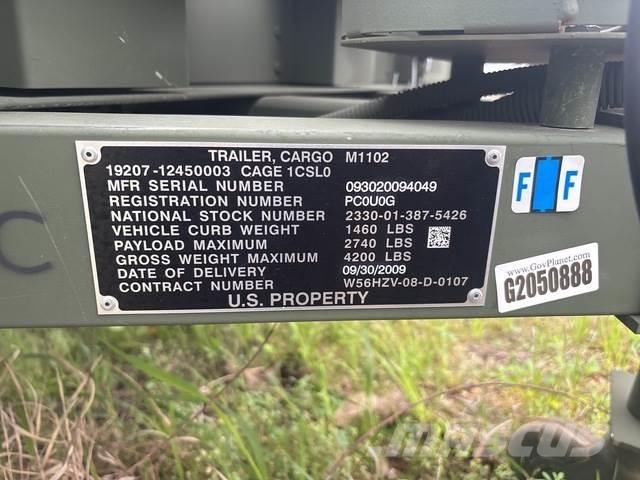 TRAILER, CARGO M1102
19207-12450003 CAGE 1CSL0
MFR SERIAL NUMBER 093020094049
REGISTRATION NUMBER PC0U0G
NATIONAL STOCK NUMBER 2330-01-387-5426
VEHICLE CURB WEIGHT 1460 LBS
PAYLOAD MAXIMUM 2740 LBS
GROSS WEIGHT MAXIMUM 4200 LBS
DATE OF DELIVERY 09/30/2009
CONTRACT NUMBER W56HZV-08-D-0107
U.S. PROPERTY
F F
www.GovPlanet.com
G2050888
C
MASCUS